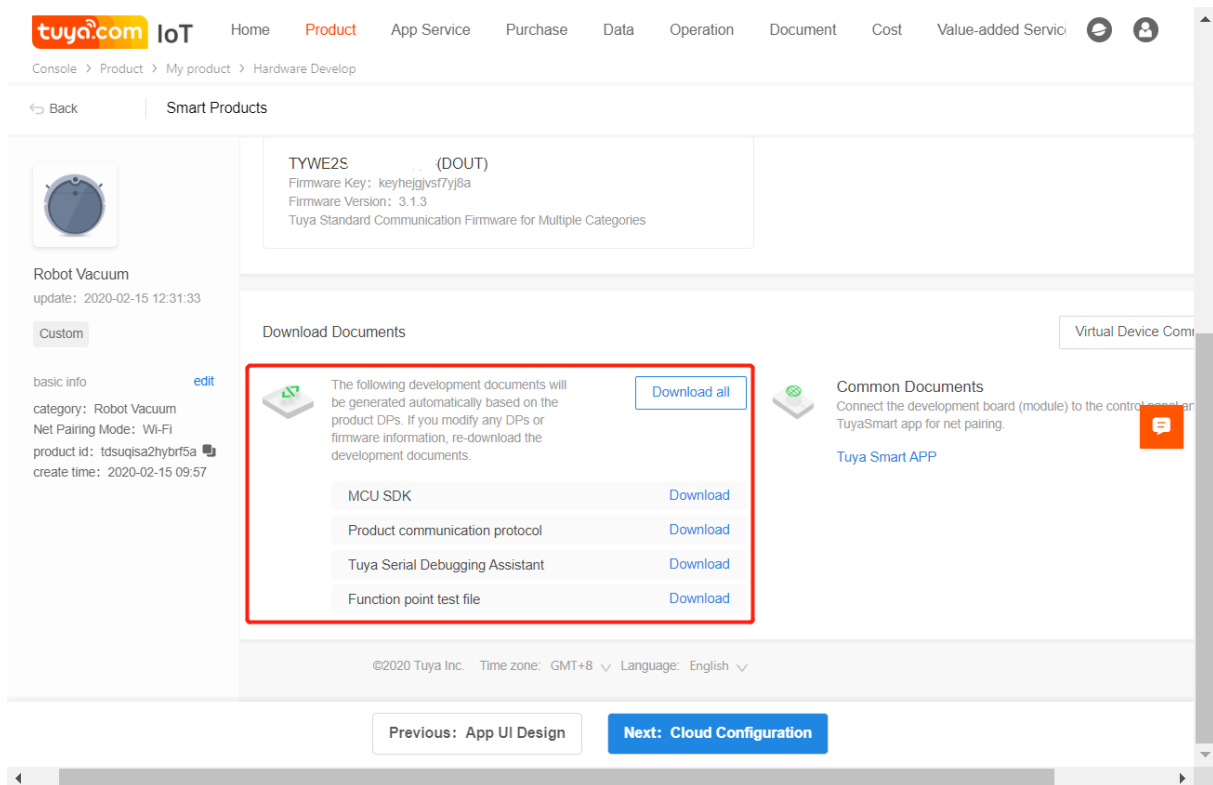 tuya.com IoT
Home Product App Service Purchase Data Operation Document Cost Value-added Servic
Console > Product > My product > Hardware Develop
Back Smart Products
TYWE2S (DOUT)
Firmware Key: keyhejgjvsf7yj8a
Firmware Version: 3.1.3
Tuya Standard Communication Firmware for Multiple Categories
Robot Vacuum
update: 2020-02-15 12:31:33
Custom
basic info edit
category: Robot Vacuum
Net Pairing Mode: Wi-Fi
product id: tdsuqisa2hybrf5a
create time: 2020-02-15 09:57
Download Documents
Virtual Device Com
The following development documents will
be generated automatically based on the
product DPs. If you modify any DPs or
firmware information, re-download the
development documents.
Download all
MCU SDK Download
Product communication protocol Download
Tuya Serial Debugging Assistant Download
Function point test file Download
Common Documents
Connect the development board (module) to the control panel
TuyaSmart app for net pairing.
Tuya Smart APP
©2020 Tuya Inc. Time zone: GMT+8 Language: English
Previous: App UI Design
Next: Cloud Configuration